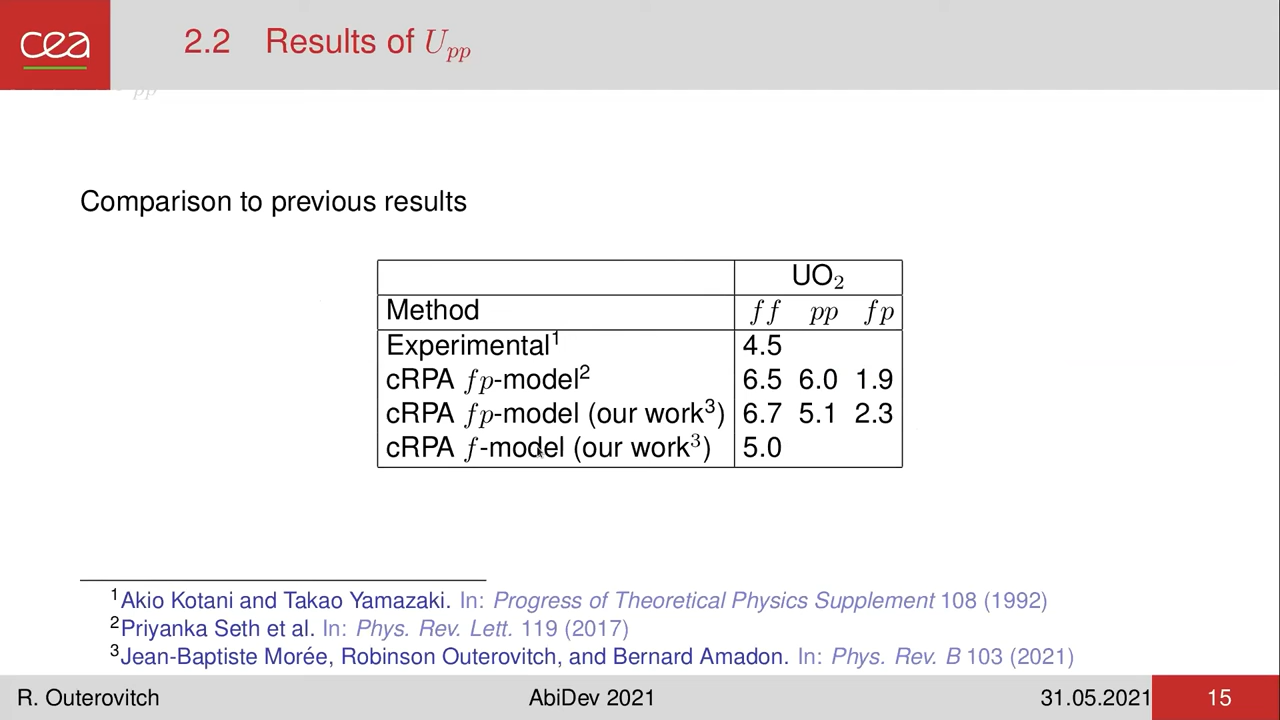 cea
2.2 Results of U_pp
pp
Comparison to previous results
UO₂
Method ff pp fp
Experimental¹ 4.5
cRPA fp-model² 6.5 6.0 1.9
cRPA fp-model (our work³) 6.7 5.1 2.3
cRPA f-model (our work³) 5.0
¹Akio Kotani and Takao Yamazaki. In: Progress of Theoretical Physics Supplement 108 (1992)
²Priyanka Seth et al. In: Phys. Rev. Lett. 119 (2017)
³Jean-Baptiste Morée, Robinson Outerovitch, and Bernard Amadon. In: Phys. Rev. B 103 (2021)
R. Outerovitch AbiDev 2021 31.05.2021 15